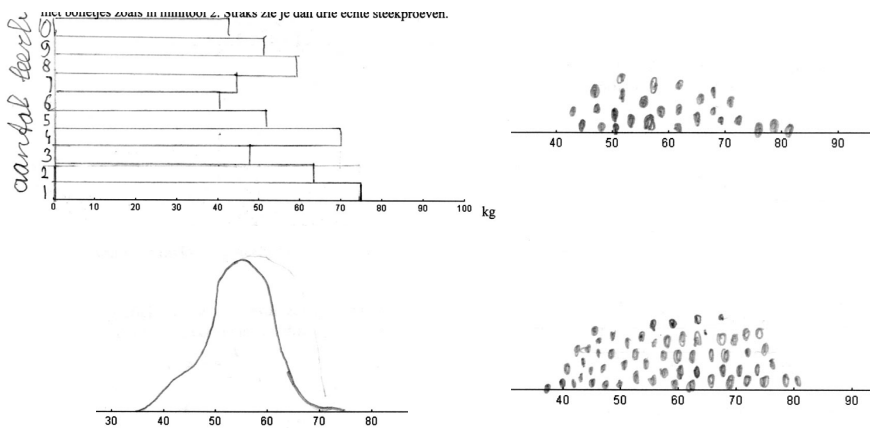 met bolletjes zoals in minitool 2. Straks zie je dan drie echte steekproeven.
aantal leerli
10
9
8
7
6
5
4
3
2
1
0 10 20 30 40 50 60 70 80 90 100
kg
40 50 60 70 80 90
30 40 50 60 70 80
40 50 60 70 80 90